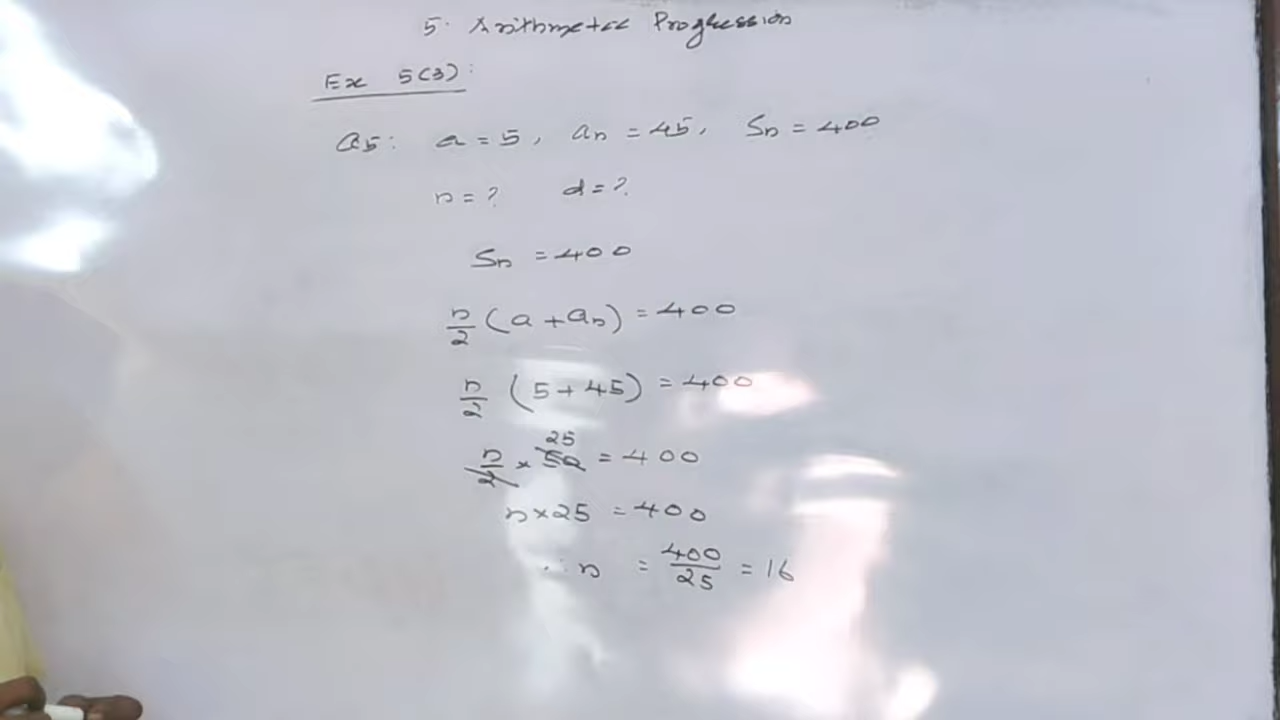 5. Arithmetic Progression
Ex 5(3):
Q5: a = 5, an = 45, Sn = 400
n = ? d = ?
Sn = 400
n/2 (a + an) = 400
n/2 (5 + 45) = 400
n/2 × 50 25 = 400
n × 25 = 400
∴ n = 400/25 = 16